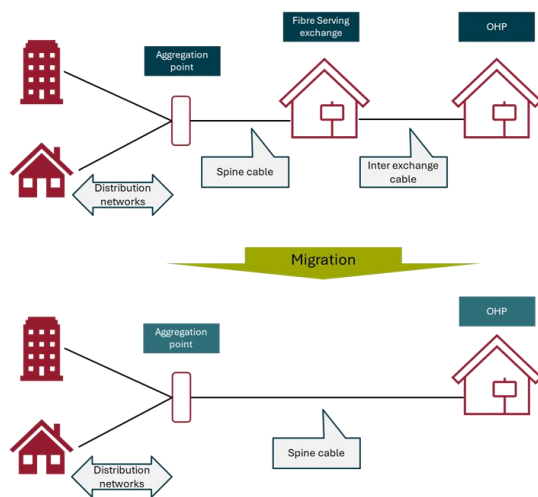 Fibre Serving
exchange
OHP
Aggregation
point
Spine cable
Inter exchange
cable
Distribution
networks
Migration
OHP
Aggregation
point
Spine cable
Distribution
networks